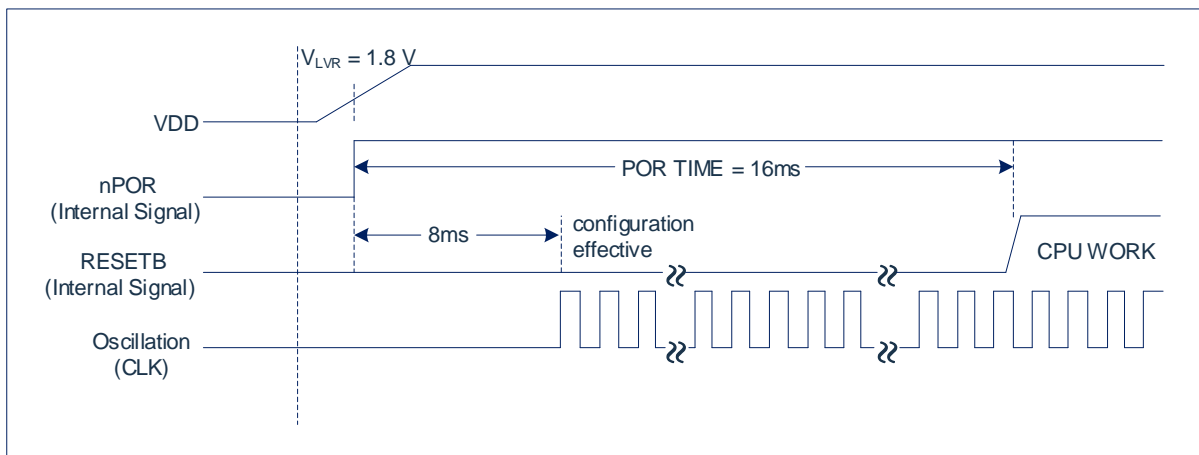 VLVR = 1.8 V
VDD
POR TIME = 16ms
nPOR
(Internal Signal)
configuration
effective
8ms
RESETB
(Internal Signal)
CPU WORK
Oscillation
(CLK)